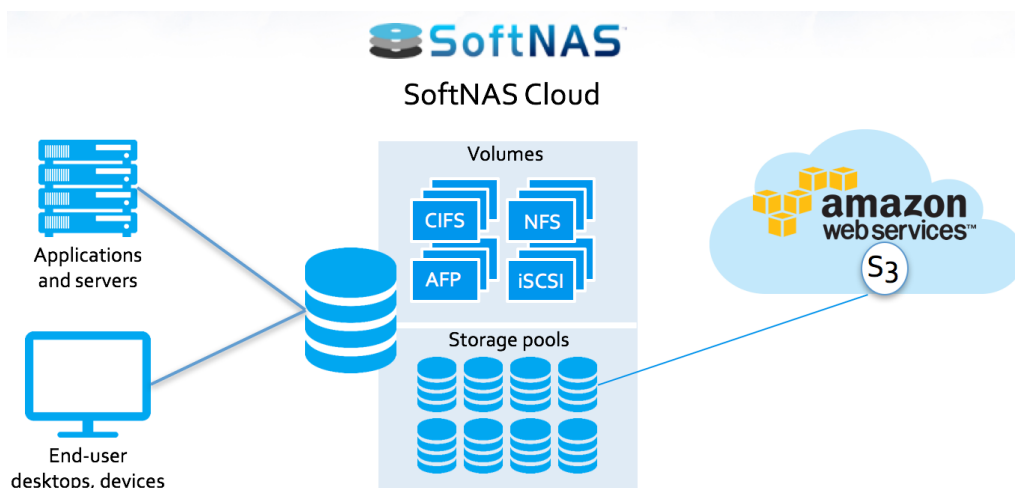 SoftNAS
SoftNAS Cloud
Volumes
CIFS
NFS
AFP
iSCSI
Storage pools
Applications
and servers
End-user
desktops, devices
amazon
web services™
S3